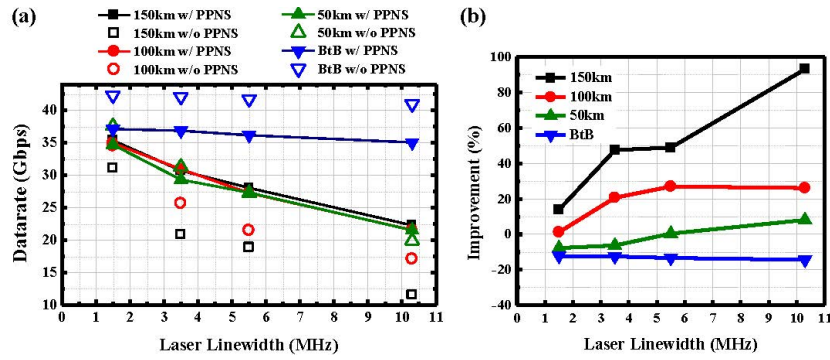 (a)
150km w/ PPNS
150km w/o PPNS
100km w/ PPNS
100km w/o PPNS
50km w/ PPNS
50km w/o PPNS
BtB w/ PPNS
BtB w/o PPNS
Datarate (Gbps)
40
35
30
25
20
15
10
0 1 2 3 4 5 6 7 8 9 10 11
Laser Linewidth (MHz)
(b)
150km
100km
50km
BtB
Improvement (%)
100
80
60
40
20
0
-20
-40
0 1 2 3 4 5 6 7 8 9 10 11
Laser Linewidth (MHz)